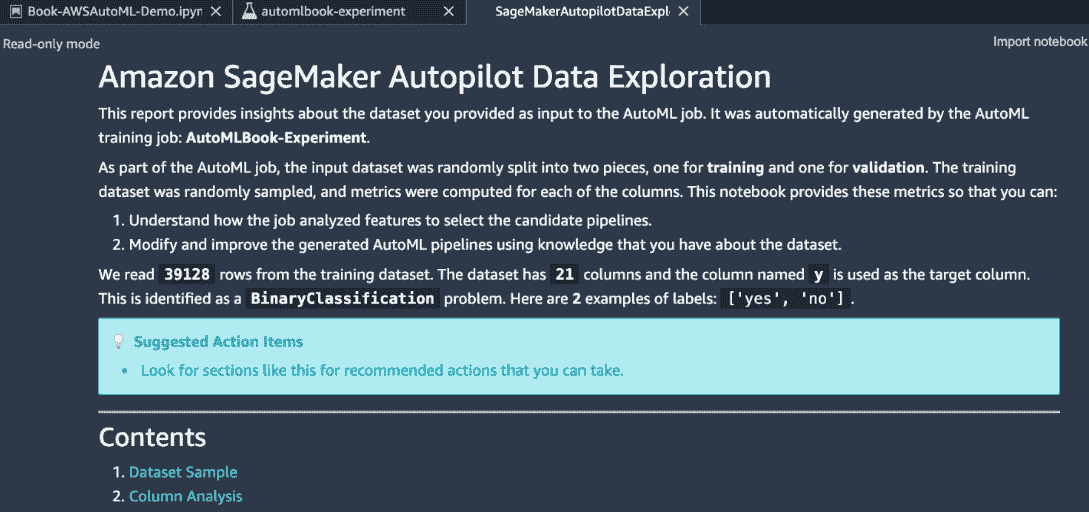 Book-AWSAutoML-Demo.ipyn
automlbook-experiment
SageMakerAutopilotDataExpl
Read-only mode
Import notebook
Amazon SageMaker Autopilot Data Exploration
This report provides insights about the dataset you provided as input to the AutoML job. It was automatically generated by the AutoML
training job: AutoMLBook-Experiment.
As part of the AutoML job, the input dataset was randomly split into two pieces, one for training and one for validation. The training
dataset was randomly sampled, and metrics were computed for each of the columns. This notebook provides these metrics so that you can:
1. Understand how the job analyzed features to select the candidate pipelines.
2. Modify and improve the generated AutoML pipelines using knowledge that you have about the dataset.
We read 39128 rows from the training dataset. The dataset has 21 columns and the column named y is used as the target column.
This is identified as a BinaryClassification problem. Here are 2 examples of labels: ['yes', 'no'].
Suggested Action Items
• Look for sections like this for recommended actions that you can take.
Contents
1. Dataset Sample
2. Column Analysis